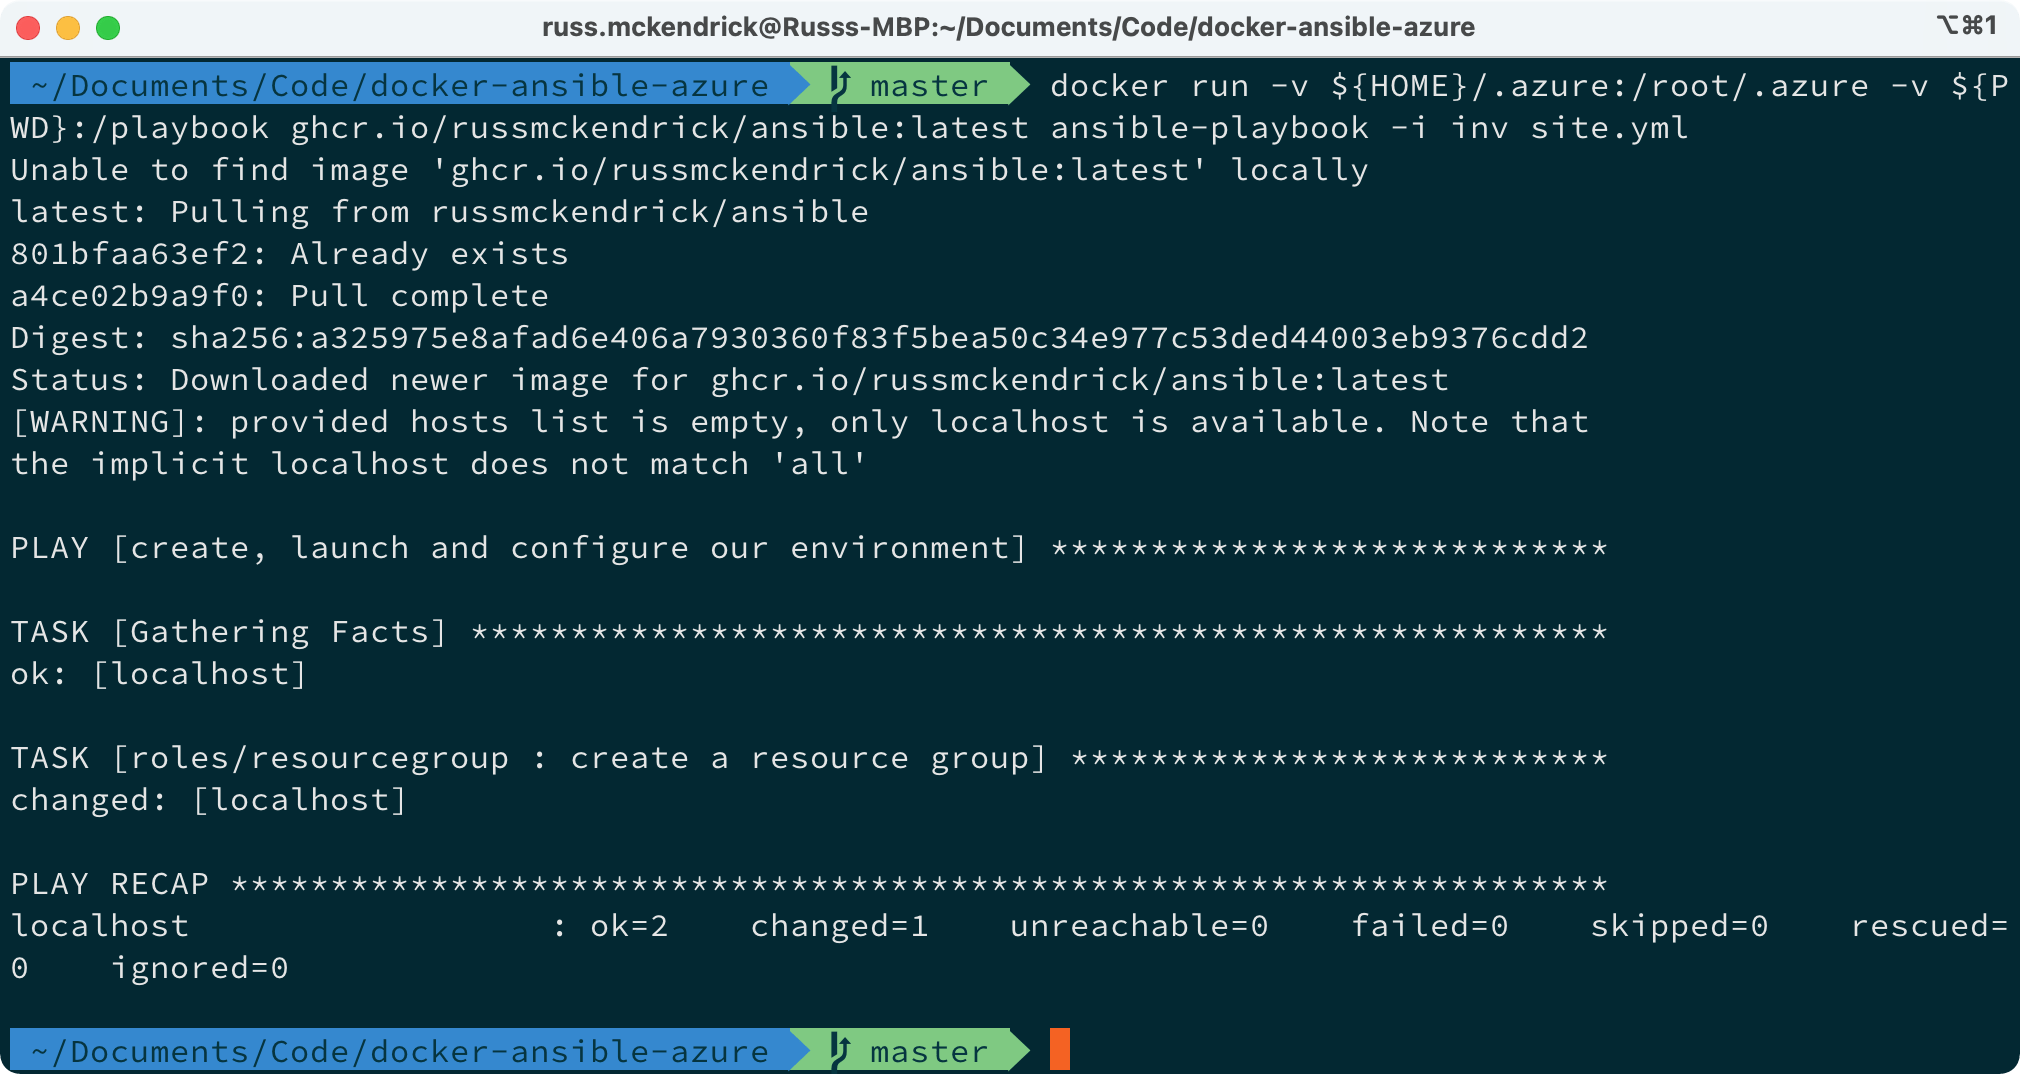 russ.mckendrick@Russs-MBP:~/Documents/Code/docker-ansible-azure ⌥⌘1
~/Documents/Code/docker-ansible-azure master docker run -v ${HOME}/.azure:/root/.azure -v ${P
WD}:/playbook ghcr.io/russmckendrick/ansible:latest ansible-playbook -i inv site.yml
Unable to find image 'ghcr.io/russmckendrick/ansible:latest' locally
latest: Pulling from russmckendrick/ansible
801bfaa63ef2: Already exists
a4ce02b9a9f0: Pull complete
Digest: sha256:a325975e8afad6e406a7930360f83f5bea50c34e977c53ded44003eb9376cdd2
Status: Downloaded newer image for ghcr.io/russmckendrick/ansible:latest
[WARNING]: provided hosts list is empty, only localhost is available. Note that
the implicit localhost does not match 'all'
PLAY [create, launch and configure our environment] ****************************
TASK [Gathering Facts] *********************************************************
ok: [localhost]
TASK [roles/resourcegroup : create a resource group] ***************************
changed: [localhost]
PLAY RECAP *********************************************************************
localhost                  : ok=2    changed=1    unreachable=0    failed=0    skipped=0    rescued=
0    ignored=0
~/Documents/Code/docker-ansible-azure master